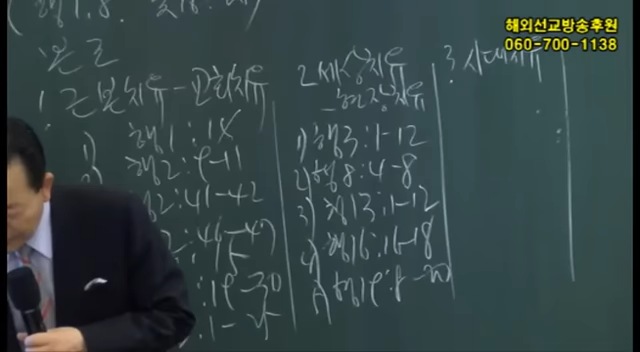 해외선교방송후원
060-700-1138
(행1:8
본론
1. 근본치유-교회치유
1) 행1:14
행2:9-11
2:41-42
2:46-47
2. 세상치유
현장치유
1) 행3:1-12
2) 행8:4-8
3) 행13:1-12
4) 행16:16-18
5) 행19:8-20
3. 시대치유